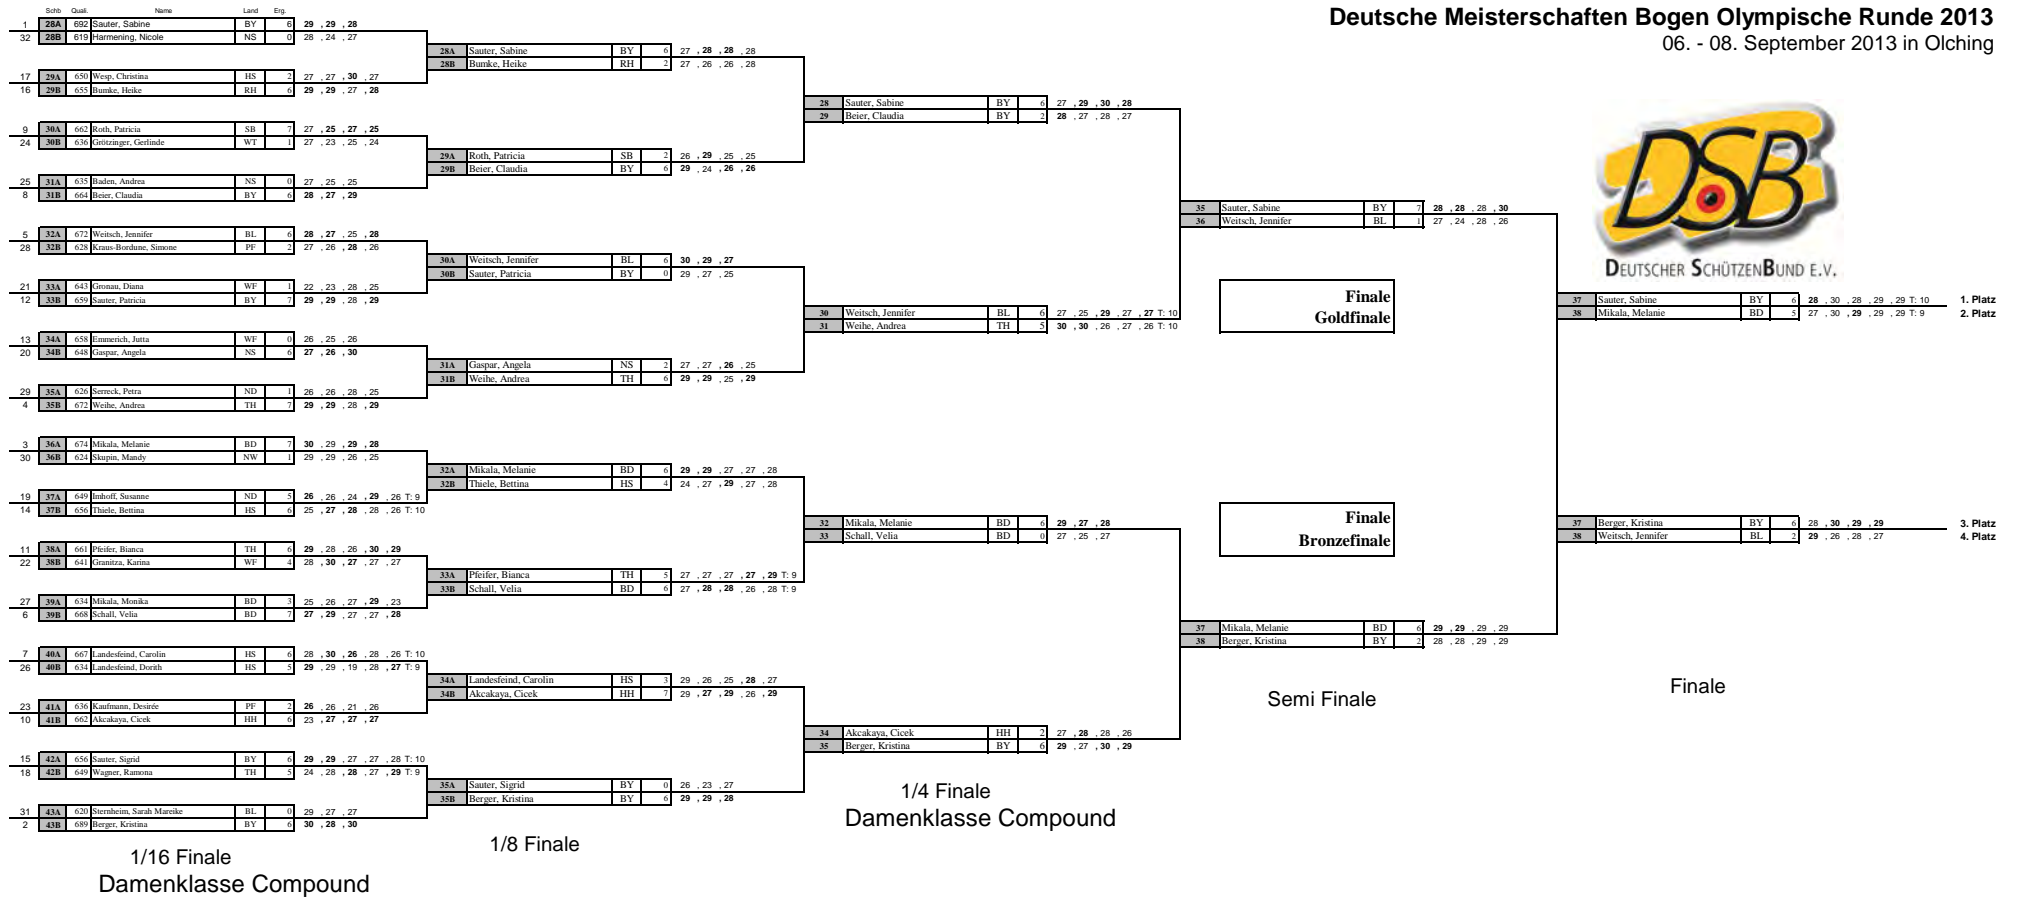 Deutsche Meisterschaften Bogen Olympische Runde 2013
06. - 08. September 2013 in Olching
DSB
DEUTSCHER SCHÜTZENBUND E.V.
Schb Quali. Name Land Erg.
1 28A 692 Sauter, Sabine BY 6 29 , 29 , 28
32 28B 619 Harmening, Nicole NS 0 28 , 24 , 27
17 29A 650 Wesp, Christina HS 2 27 , 27 , 30 , 27
16 29B 655 Bumke, Heike RH 6 29 , 29 , 27 , 28
9 30A 662 Roth, Patricia SB 7 27 , 25 , 27 , 25
24 30B 636 Grötzinger, Gerlinde WT 1 27 , 23 , 25 , 24
25 31A 635 Baden, Andrea NS 0 27 , 25 , 25
8 31B 664 Beier, Claudia BY 6 28 , 27 , 29
5 32A 672 Weitsch, Jennifer BL 6 28 , 27 , 25 , 28
28 32B 628 Kraus-Bordune, Simone PF 2 27 , 26 , 28 , 26
21 33A 643 Gronau, Diana WF 1 22 , 23 , 28 , 25
12 33B 659 Sauter, Patricia BY 7 29 , 29 , 28 , 29
13 34A 658 Emmerich, Jutta WF 0 26 , 25 , 26
20 34B 648 Gaspar, Angela NS 6 27 , 26 , 30
29 35A 626 Serreck, Petra ND 1 26 , 26 , 28 , 25
4 35B 672 Weihe, Andrea TH 7 29 , 29 , 28 , 29
3 36A 674 Mikala, Melanie BD 7 30 , 29 , 29 , 28
30 36B 624 Skupin, Mandy NW 1 29 , 29 , 26 , 25
19 37A 649 Imhoff, Susanne ND 5 26 , 26 , 24 , 29 , 26 T: 9
14 37B 656 Thiele, Bettina HS 6 25 , 27 , 28 , 28 , 26 T: 10
11 38A 661 Pfeifer, Bianca TH 6 29 , 28 , 26 , 30 , 29
22 38B 641 Granitza, Karina WF 4 28 , 30 , 27 , 27 , 27
27 39A 634 Mikala, Monika BD 3 25 , 26 , 27 , 29 , 23
6 39B 668 Schall, Velia BD 7 27 , 29 , 27 , 27 , 28
7 40A 667 Landesfeind, Carolin HS 6 28 , 30 , 26 , 28 , 26 T: 10
26 40B 634 Landesfeind, Dorith HS 5 29 , 29 , 19 , 28 , 27 T: 9
23 41A 636 Kaufmann, Desirée PF 2 26 , 26 , 21 , 26
10 41B 662 Akcakaya, Cicek HH 6 23 , 27 , 27 , 27
15 42A 656 Sauter, Sigrid BY 6 29 , 29 , 27 , 27 , 28 T: 10
18 42B 649 Wagner, Ramona TH 5 24 , 28 , 28 , 27 , 29 T: 9
31 43A 620 Sternheim, Sarah Mareike BL 0 29 , 27 , 27
2 43B 689 Berger, Kristina BY 6 30 , 28 , 30
1/16 Finale
Damenklasse Compound
28A Sauter, Sabine BY 6 27 , 28 , 28 , 28
28B Bumke, Heike RH 2 27 , 26 , 26 , 28
29A Roth, Patricia SB 2 26 , 29 , 25 , 25
29B Beier, Claudia BY 6 29 , 24 , 26 , 26
30A Weitsch, Jennifer BL 6 30 , 29 , 27
30B Sauter, Patricia BY 0 29 , 27 , 25
31A Gaspar, Angela NS 2 27 , 27 , 26 , 25
31B Weihe, Andrea TH 6 29 , 29 , 25 , 29
32A Mikala, Melanie BD 6 29 , 29 , 27 , 27 , 28
32B Thiele, Bettina HS 4 24 , 27 , 29 , 27 , 28
33A Pfeifer, Bianca TH 5 27 , 27 , 27 , 27 , 29 T: 9
33B Schall, Velia BD 6 27 , 28 , 28 , 26 , 28 T: 9
34A Landesfeind, Carolin HS 3 29 , 26 , 25 , 28 , 27
34B Akcakaya, Cicek HH 7 29 , 27 , 29 , 26 , 29
35A Sauter, Sigrid BY 0 26 , 23 , 27
35B Berger, Kristina BY 6 29 , 29 , 28
1/8 Finale
28 Sauter, Sabine BY 6 27 , 29 , 30 , 28
29 Beier, Claudia BY 2 28 , 27 , 28 , 27
30 Weitsch, Jennifer BL 6 27 , 25 , 29 , 27 , 27 T: 10
31 Weihe, Andrea TH 5 30 , 30 , 26 , 27 , 26 T: 10
32 Mikala, Melanie BD 6 29 , 27 , 28
33 Schall, Velia BD 0 27 , 25 , 27
34 Akcakaya, Cicek HH 2 27 , 28 , 28 , 26
35 Berger, Kristina BY 6 29 , 27 , 30 , 29
1/4 Finale
Damenklasse Compound
35 Sauter, Sabine BY 7 28 , 28 , 28 , 30
36 Weitsch, Jennifer BL 1 27 , 24 , 28 , 26
Finale
Goldfinale
Finale
Bronzefinale
37 Mikala, Melanie BD 6 29 , 29 , 29 , 29
38 Berger, Kristina BY 2 28 , 28 , 29 , 29
Semi Finale
37 Sauter, Sabine BY 6 28 , 30 , 28 , 29 , 29 T: 10 1. Platz
38 Mikala, Melanie BD 5 27 , 30 , 29 , 29 , 29 T: 9 2. Platz
37 Berger, Kristina BY 6 28 , 30 , 29 , 29 3. Platz
38 Weitsch, Jennifer BL 2 29 , 26 , 28 , 27 4. Platz
Finale